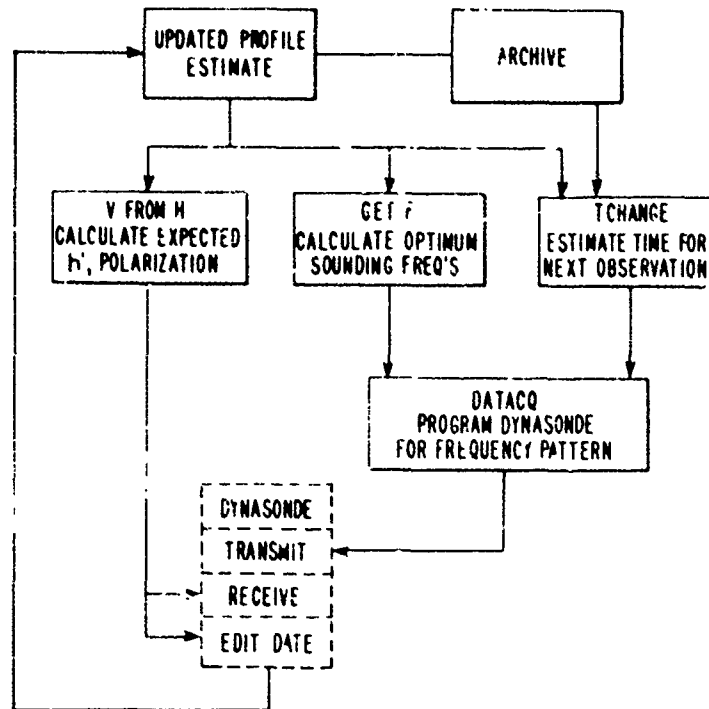 UPDATED PROFILE
ESTIMATE
ARCHIVE
V FROM H
CALCULATE EXPECTED
h', POLARIZATION
GET F
CALCULATE OPTIMUM
SOUNDING FREQ'S
TCHANGE
ESTIMATE TIME FOR
NEXT OBSERVATION
DATACQ
PROGRAM DYNASONDE
FOR FREQUENCY PATTERN
DYNASONDE
TRANSMIT
RECEIVE
EDIT DATE